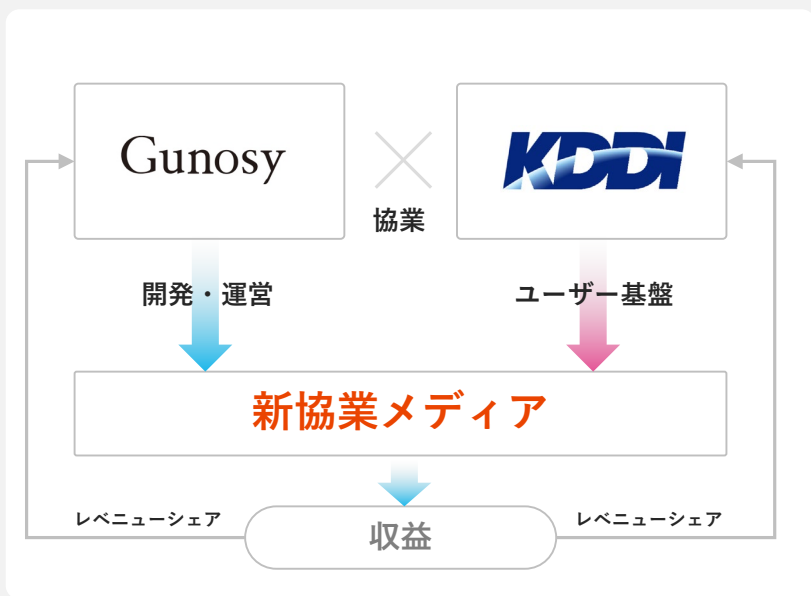 Gunosy
KDDI
協業
開発・運営
ユーザー基盤
新協業メディア
レベニューシェア
収益
レベニューシェア